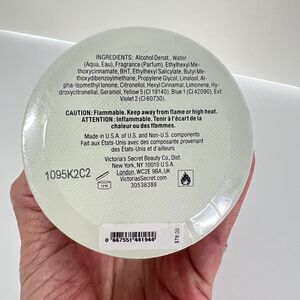 INGREDIENTS: Alcohol Denat., Water
(Aqua, Eau), Fragrance (Parfum), Ethylhexyl Me-
thoxycinnamate, BHT, Ethylhexyl Salicylate, Butyl Me-
thoxydibenzoylmethane, Propylene Glycol, Linalool, Al-
pha-Isomethyl Ionone, Citronellol, Hexyl Cinnamal, Limonene, Hy-
droxycitronellal, Geraniol, Yellow 5 (CI 19140), Blue 1 (CI 42090), Ext.
Violet 2 (CI 60730).
CAUTION: Flammable. Keep away from flame or high heat.
ATTENTION: Inflammable. Tenir à l'écart de la
chaleur ou des flammes.
Made in U.S.A. of U.S. and Non-U.S. components
Fait aux États-Unis avec des composants provenant
des États-Unis et d'ailleurs
1095K2C2
12M
Victoria's Secret Beauty Co., Dist.
New York, NY 10019 U.S.A.
London, WC2E 9BA, UK
VictoriasSecret.com
30538388
0 667551 441944
$78.00